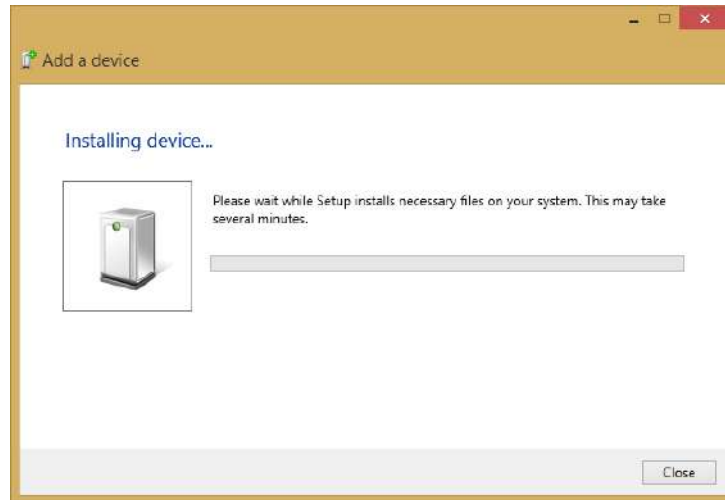 Add a device
Installing device...
Please wait while Setup installs necessary files on your system. This may take
several minutes.
Close